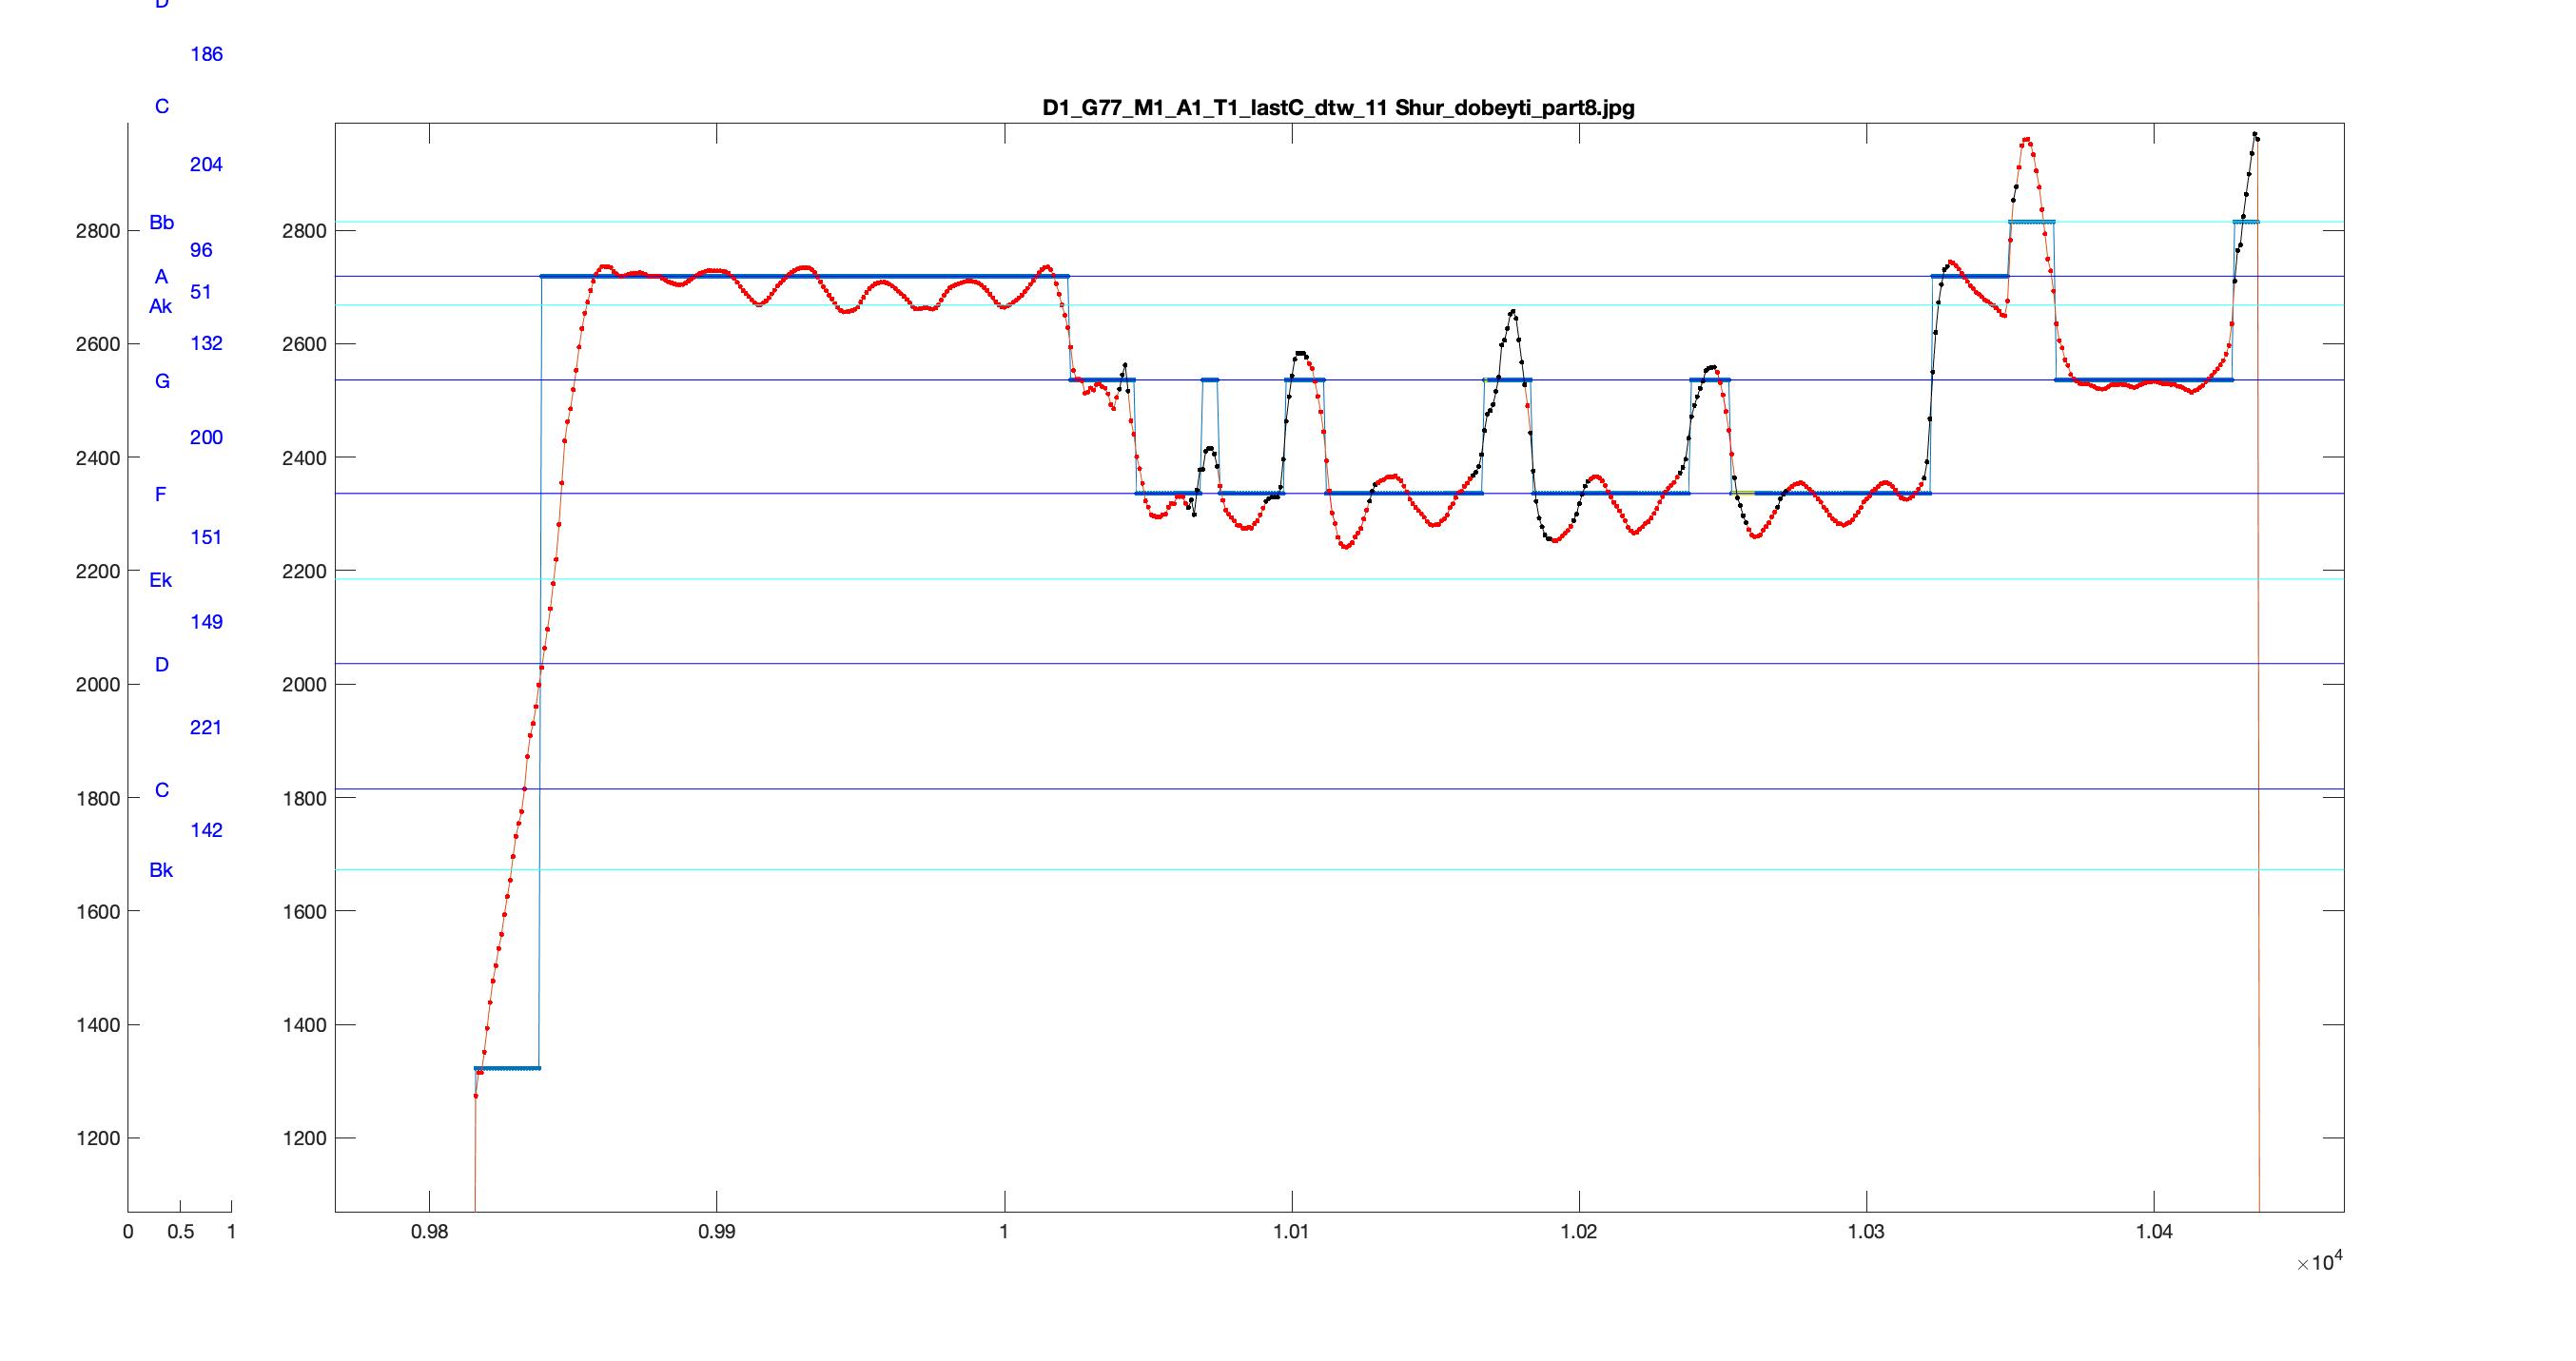 D
186
C
D1_G77_M1_A1_T1_lastC_dtw_11 Shur_dobeyti_part8.jpg
204
2800 Bb 2800
96
A
51
Ak
2600 132 2600
G
200
2400 2400
F
151
2200 Ek 2200
149
D
2000 2000
221
C
1800 1800
142
Bk
1600 1600
1400 1400
1200 1200
0 0.5 1 0.98 0.99 1 1.01 1.02 1.03 1.04
×10⁴